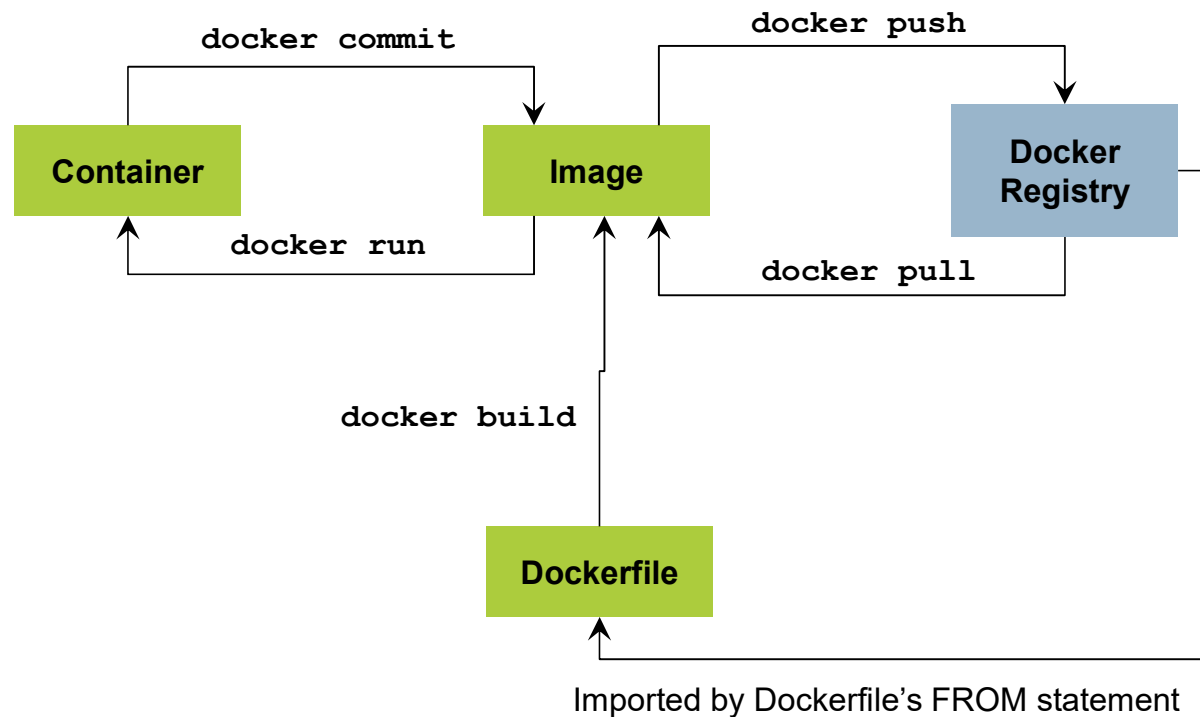 docker commit
docker push
Container
Image
Docker
Registry
docker run
docker pull
docker build
Dockerfile
Imported by Dockerfile’s FROM statement